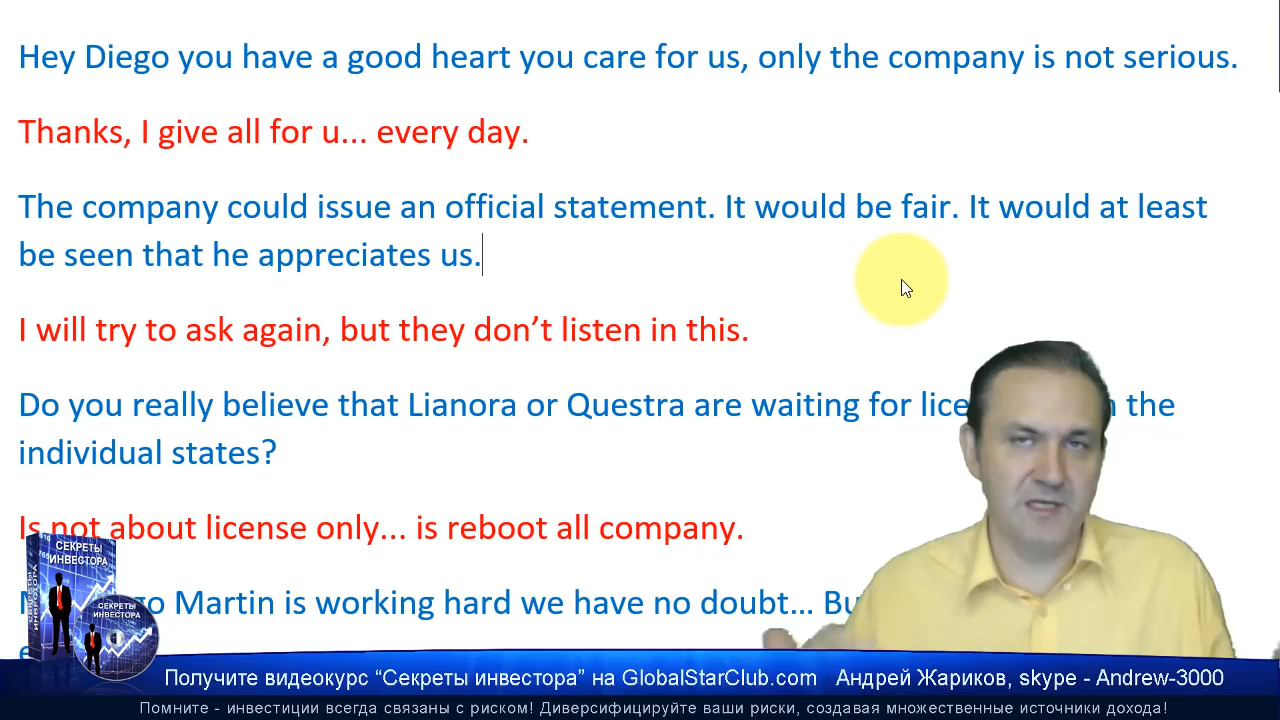 Hey Diego you have a good heart you care for us, only the company is not serious.
Thanks, I give all for u... every day.
The company could issue an official statement. It would be fair. It would at least
be seen that he appreciates us.
I will try to ask again, but they don’t listen in this.
Do you really believe that Lianora or Questra are waiting for the
individual states?
Is not about license only... is reboot all company.
Martin is working hard we have no doubt...
СЕКРЕТЫ
ИНВЕСТОРА
СЕКРЕТЫ
ИНВЕСТОРА
Получите видеокурс “Секреты инвестора” на GlobalStarClub.com Андрей Жариков, skype - Andrew-3000
Помните - инвестиции всегда связаны с риском! Диверсифицируйте ваши риски, создавая множественные источники дохода!